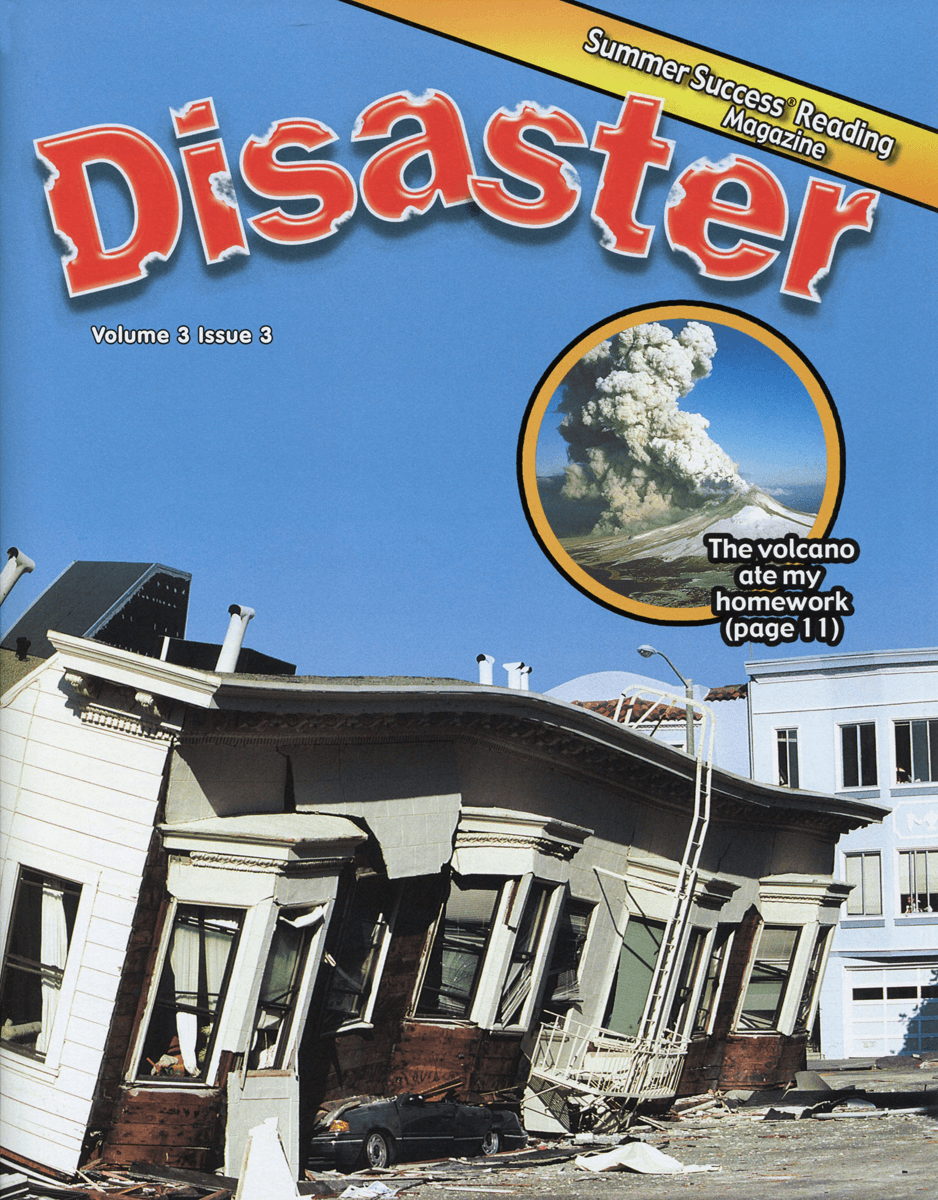 Summer Success® Reading
Magazine
Disaster
Volume 3 Issue 3
The volcano
ate my
homework
(page 11)